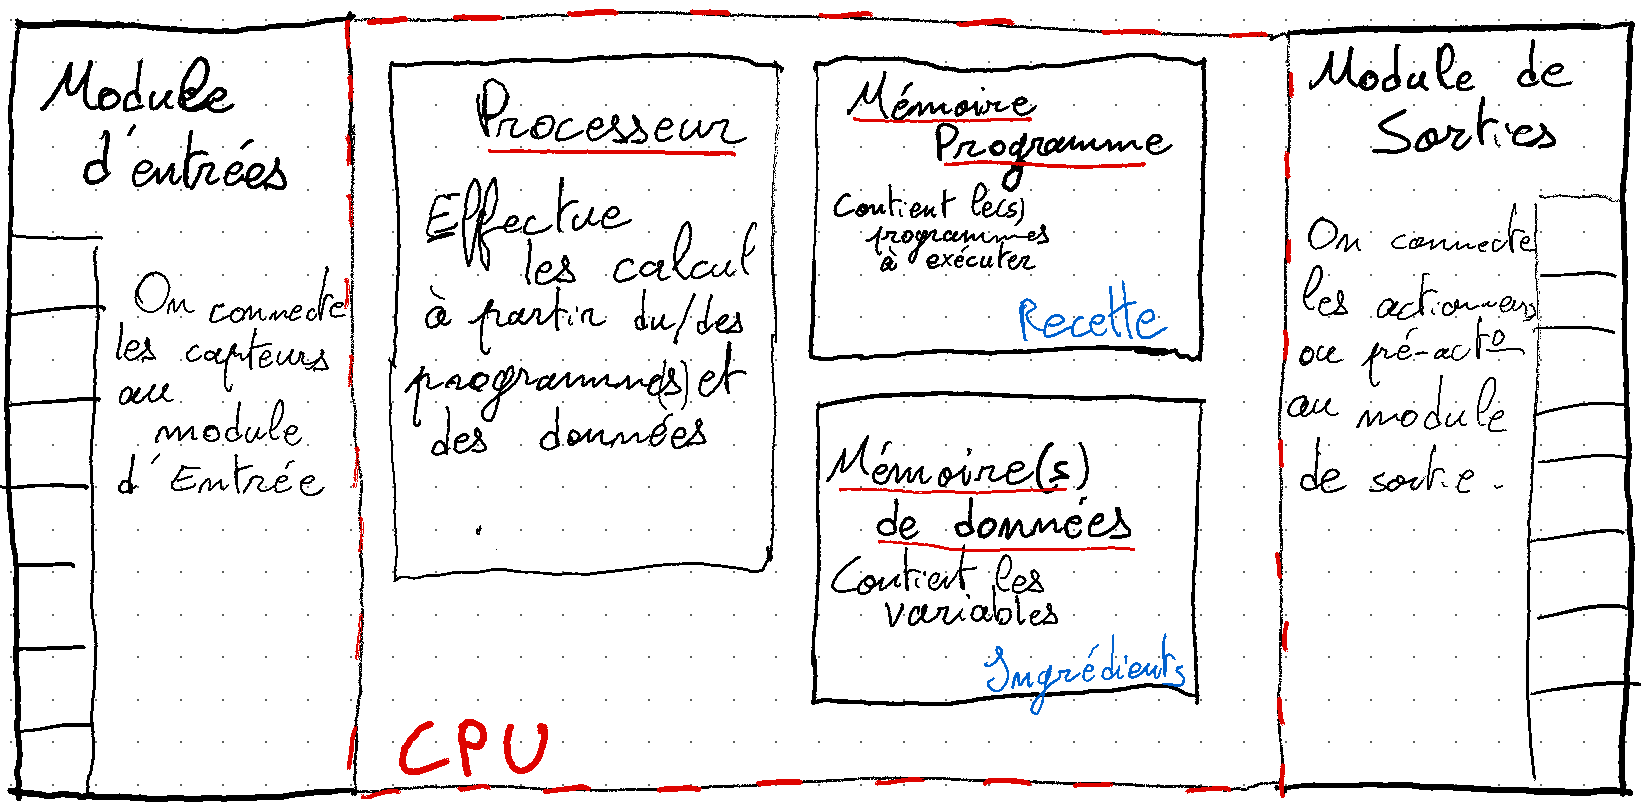 Module
d'entrées
On connecte
les capteurs
au
module
d'Entrée
Processeur
Effectue
les calcul
à partir du/des
programme(s) et
des données
Mémoire
Programme
Contient le(s)
programmes
à exécuter
Recette
Mémoire(s)
de données
Contient les
variables
Ingrédients
CPU
Module de
Sorties
On connecte
les actionneurs
ou pré-acto
au module
de sortie.